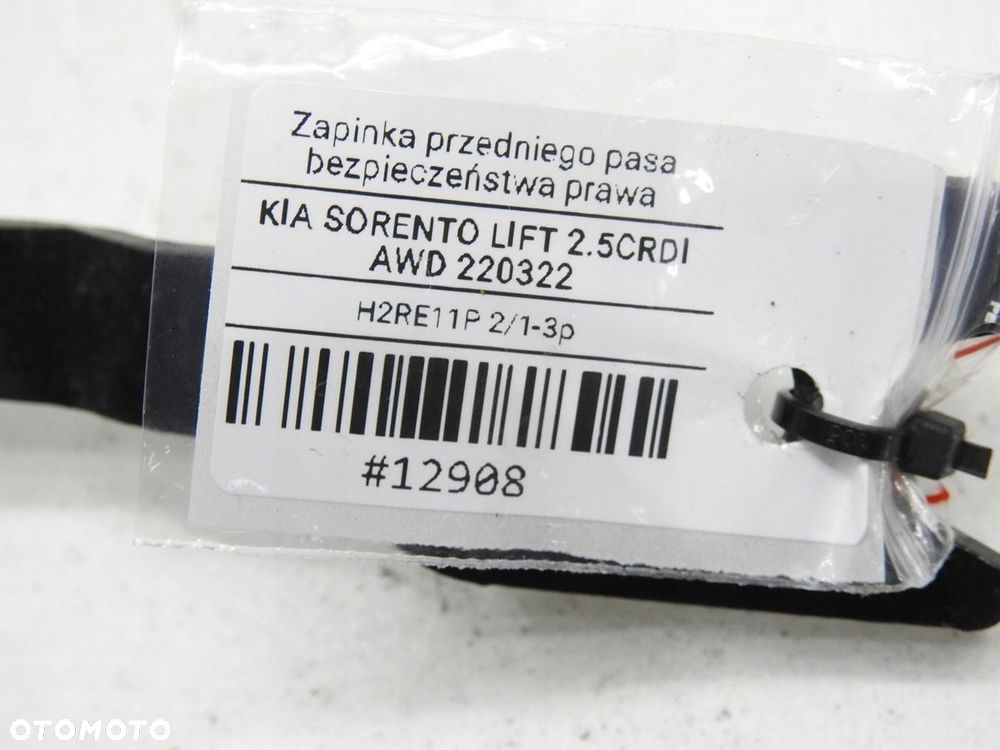 Zapinka przedniego pasa
bezpieczeństwa prawa
KIA SORENTO LIFT 2.5CRDI
AWD 220322
H2RE11P 2/1-3p
#12908
OTOMOTO